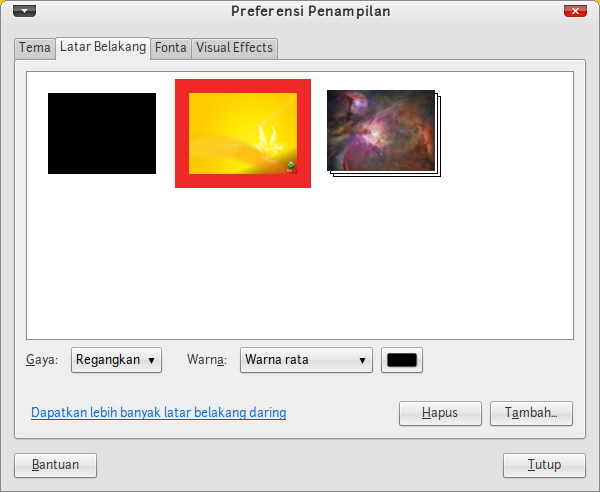 Preferensi Penampilan
Tema Latar Belakang Fonta Visual Effects
Gaya: Regangkan Warna: Warna rata
Dapatkan lebih banyak latar belakang daring Hapus Tambah...
Bantuan Tutup